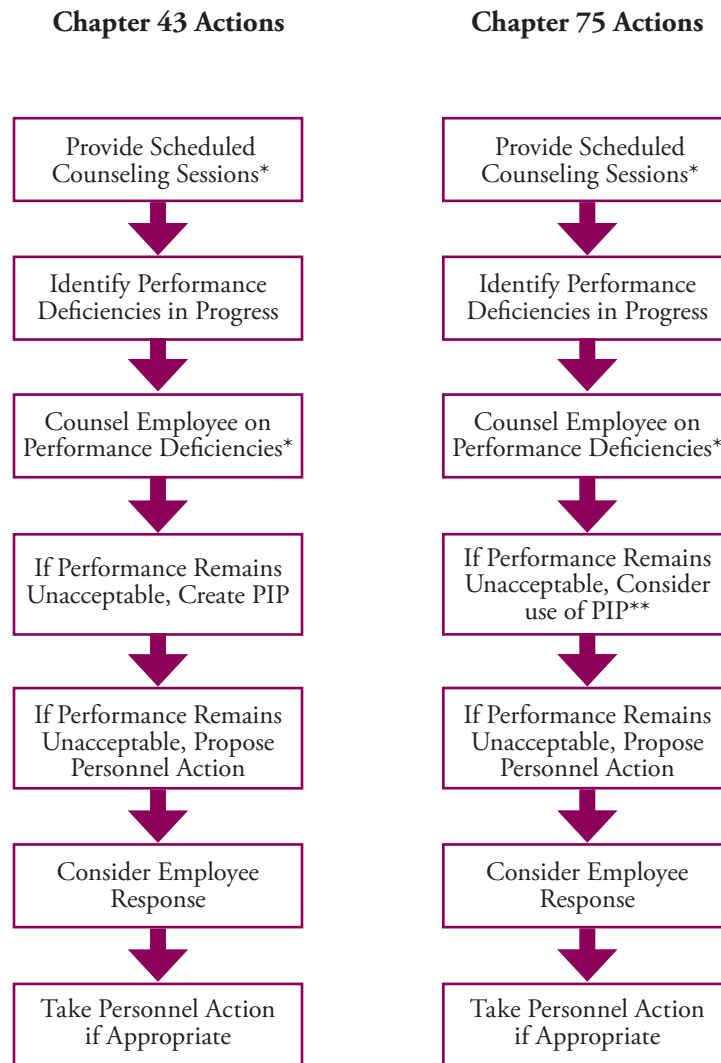 Chapter 43 Actions
Provide Scheduled
Counseling Sessions*
Identify Performance
Deficiencies in Progress
Counsel Employee on
Performance Deficiencies*
If Performance Remains
Unacceptable, Create PIP
If Performance Remains
Unacceptable, Propose
Personnel Action
Consider Employee
Response
Take Personnel Action
if Appropriate
Chapter 75 Actions
Provide Scheduled
Counseling Sessions*
Identify Performance
Deficiencies in Progress
Counsel Employee on
Performance Deficiencies*
If Performance Remains
Unacceptable, Consider
use of PIP**
If Performance Remains
Unacceptable, Propose
Personnel Action
Consider Employee
Response
Take Personnel Action
if Appropriate